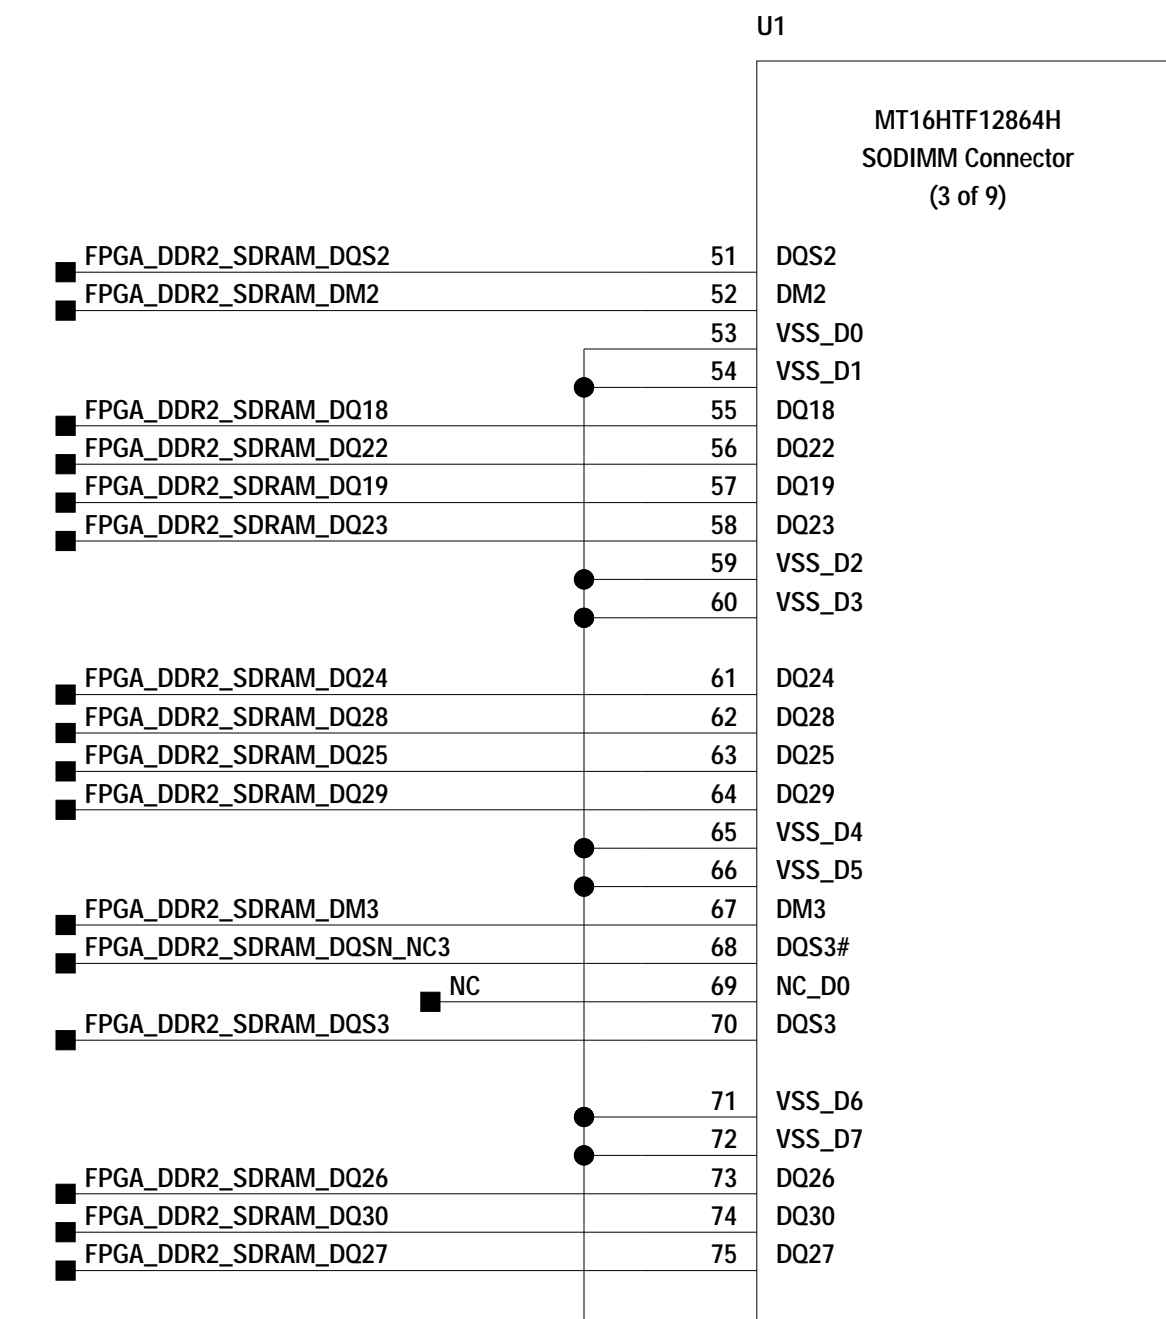 U1
MT16HTF12864H
SODIMM Connector
(3 of 9)
FPGA_DDR2_SDRAM_DQS2 51 DQS2
FPGA_DDR2_SDRAM_DM2 52 DM2
53 VSS_D0
54 VSS_D1
FPGA_DDR2_SDRAM_DQ18 55 DQ18
FPGA_DDR2_SDRAM_DQ22 56 DQ22
FPGA_DDR2_SDRAM_DQ19 57 DQ19
FPGA_DDR2_SDRAM_DQ23 58 DQ23
59 VSS_D2
60 VSS_D3
FPGA_DDR2_SDRAM_DQ24 61 DQ24
FPGA_DDR2_SDRAM_DQ28 62 DQ28
FPGA_DDR2_SDRAM_DQ25 63 DQ25
FPGA_DDR2_SDRAM_DQ29 64 DQ29
65 VSS_D4
66 VSS_D5
FPGA_DDR2_SDRAM_DM3 67 DM3
FPGA_DDR2_SDRAM_DQSN_NC3 68 DQS3#
NC 69 NC_D0
FPGA_DDR2_SDRAM_DQS3 70 DQS3
71 VSS_D6
72 VSS_D7
FPGA_DDR2_SDRAM_DQ26 73 DQ26
FPGA_DDR2_SDRAM_DQ30 74 DQ30
FPGA_DDR2_SDRAM_DQ27 75 DQ27